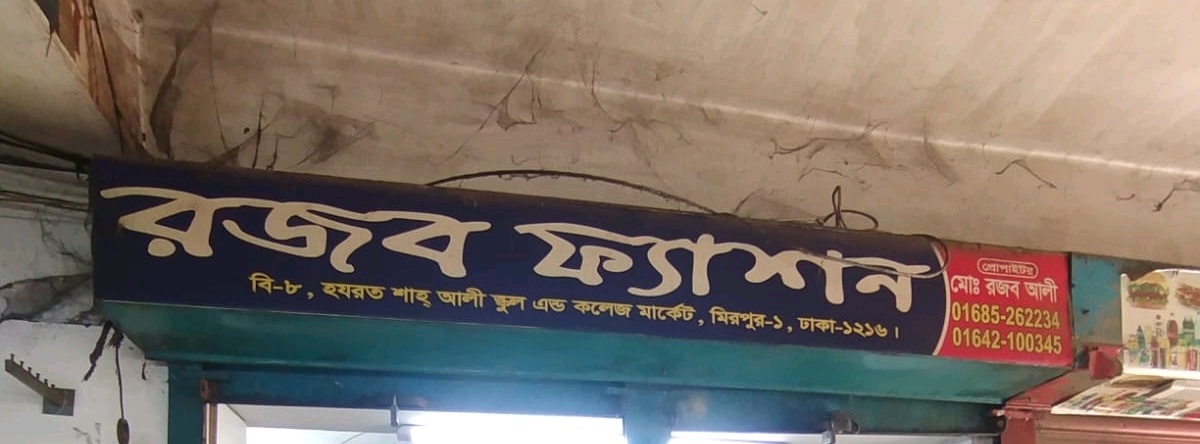 রজব ফ্যাশন
বি-৮, হযরত শাহ্ আলী স্কুল এন্ড কলেজ মার্কেট, মিরপুর-১, ঢাকা-১২১৬।
প্রোপাইটর
মোঃ রজব আলী
01685-262234
01642-100345